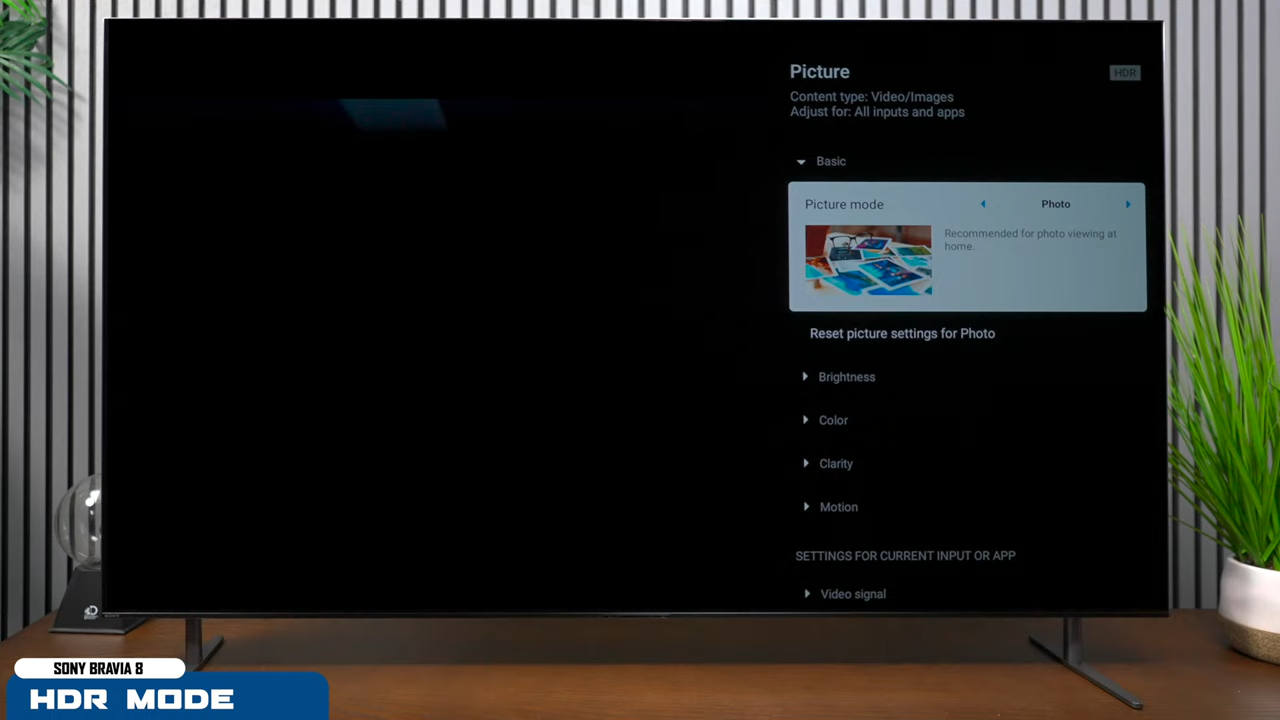 Picture
HDR
Content type: Video/Images
Adjust for: All inputs and apps
Basic
Picture mode
Photo
Recommended for photo viewing at
home.
Reset picture settings for Photo
Brightness
Color
Clarity
Motion
SETTINGS FOR CURRENT INPUT OR APP
Video signal
SONY BRAVIA 8
HDR MODE